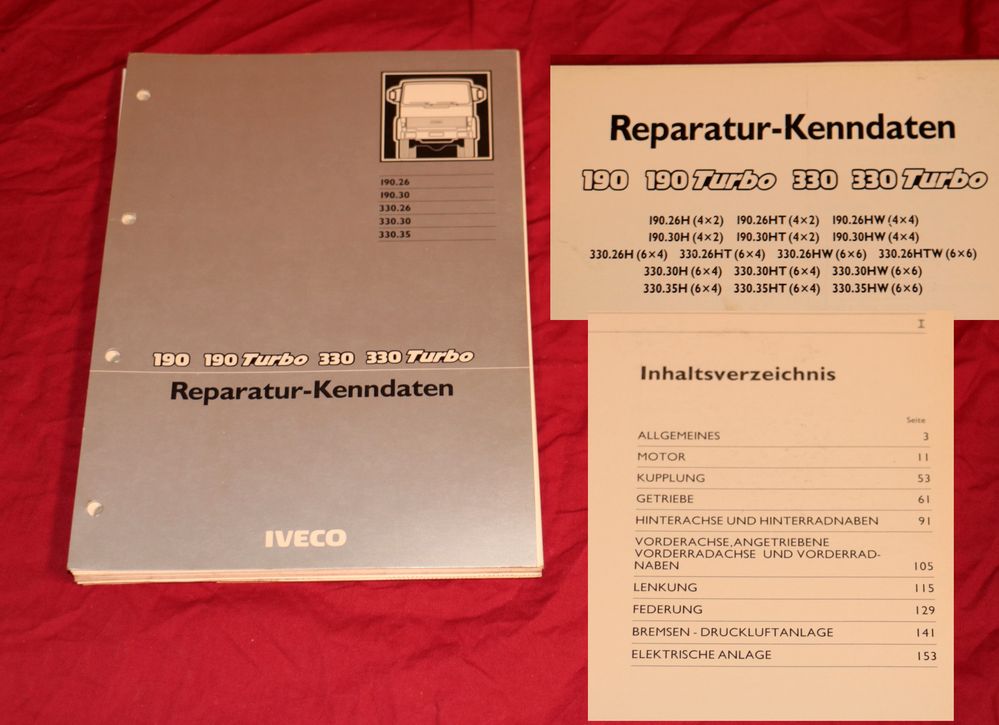 190.26
190.30
330.26
330.30
330.35
190 190 Turbo 330 330 Turbo
Reparatur-Kenndaten
IVECO
Reparatur-Kenndaten
190 190 Turbo 330 330 Turbo
190.26H (4×2) 190.26HT (4×2) 190.26HW (4×4)
190.30H (4×2) 190.30HT (4×2) 190.30HW (4×4)
330.26H (6×4) 330.26HT (6×4) 330.26HW (6×6) 330.26HTW (6×6)
330.30H (6×4) 330.30HT (6×4) 330.30HW (6×6)
330.35H (6×4) 330.35HT (6×4) 330.35HW (6×6)
I
Inhaltsverzeichnis
Seite
ALLGEMEINES 3
MOTOR 11
KUPPLUNG 53
GETRIEBE 61
HINTERACHSE UND HINTERRADNABEN 91
VORDERACHSE, ANGETRIEBENE
VORDERRADACHSE UND VORDERRAD-
NABEN 105
LENKUNG 115
FEDERUNG 129
BREMSEN - DRUCKLUFTANLAGE 141
ELEKTRISCHE ANLAGE 153